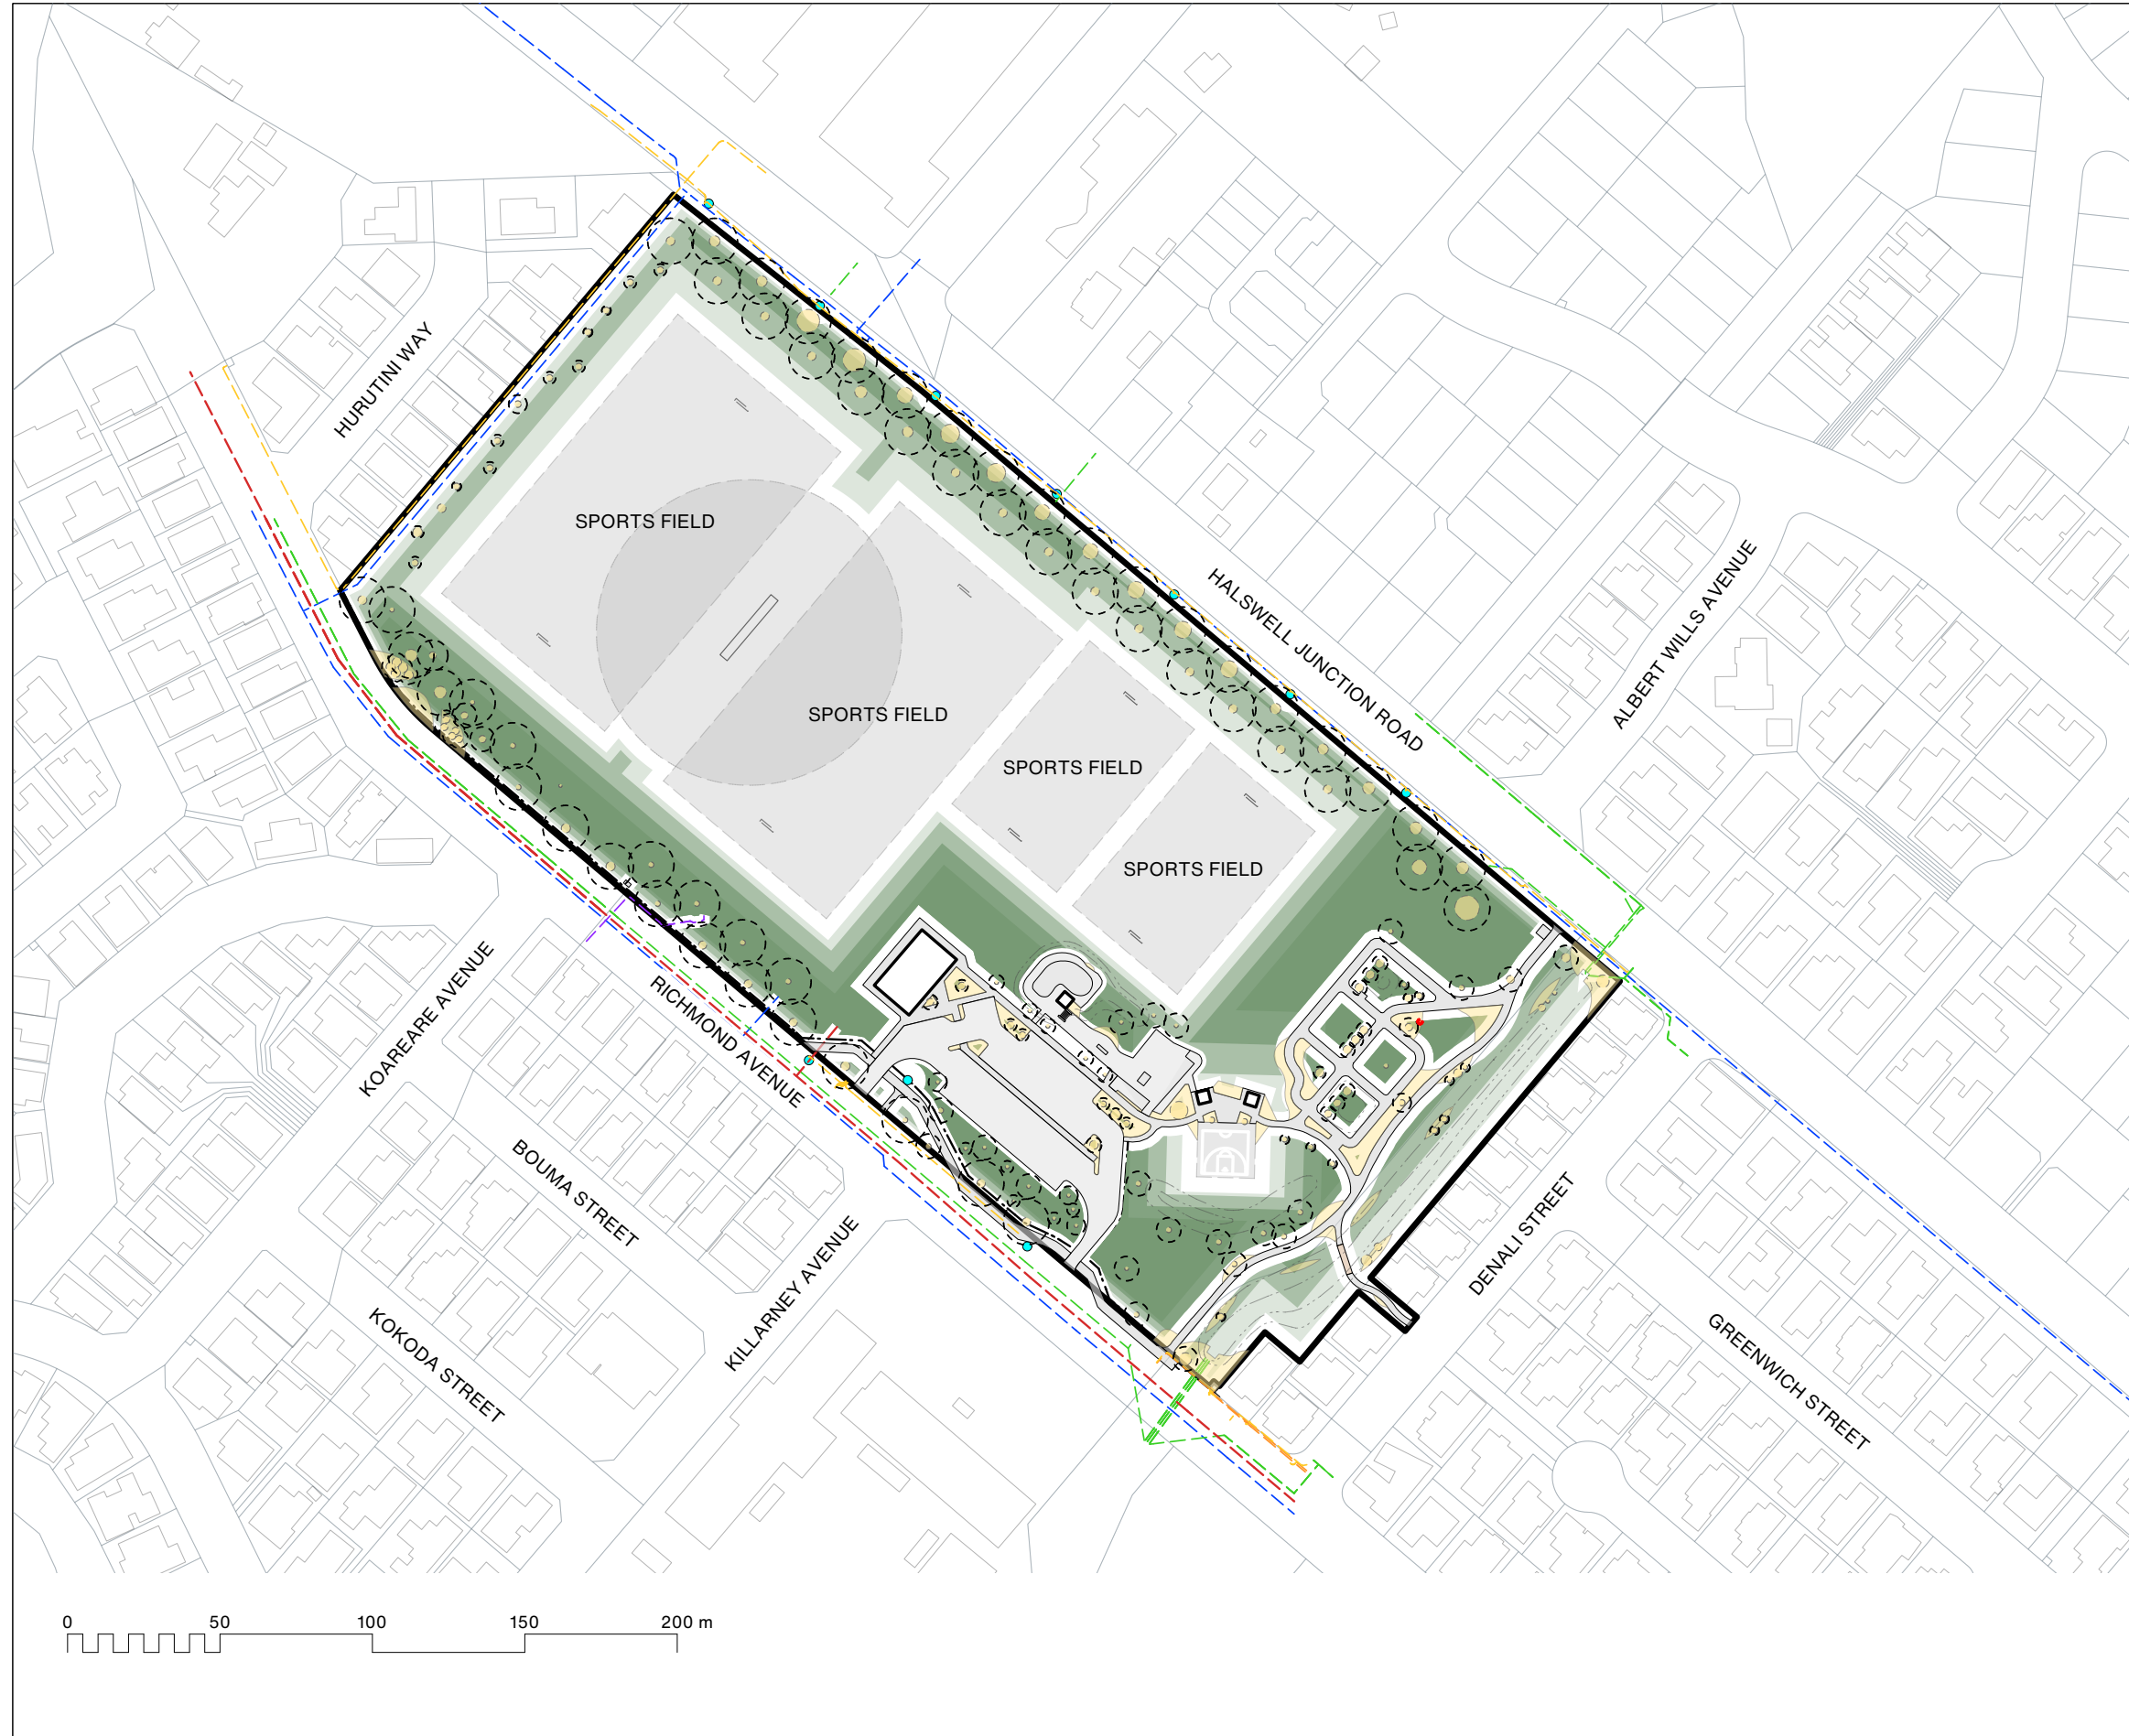 HURUTINI WAY
SPORTS FIELD
HALSWELL JUNCTION ROAD
ALBERT WILLS AVENUE
SPORTS FIELD
SPORTS FIELD
SPORTS FIELD
KOAREARE AVENUE
RICHMOND AVENUE
BOUMA STREET
DENALI STREET
KILLARNEY AVENUE
KOKODA STREET
GREENWICH STREET
0 50 100 150 200 m